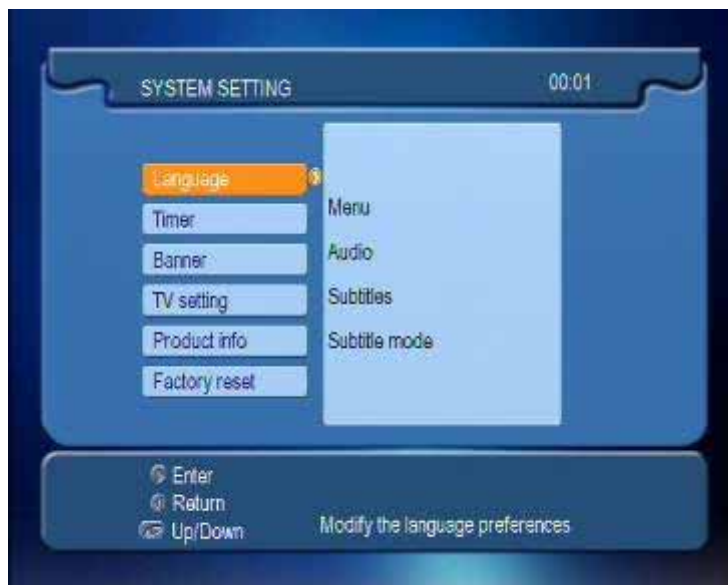 SYSTEM SETTING 00:01
Language
Timer
Banner
TV setting
Product info
Factory reset
Menu
Audio
Subtitles
Subtitle mode
Enter
Return
Up/Down
Modify the language preferences